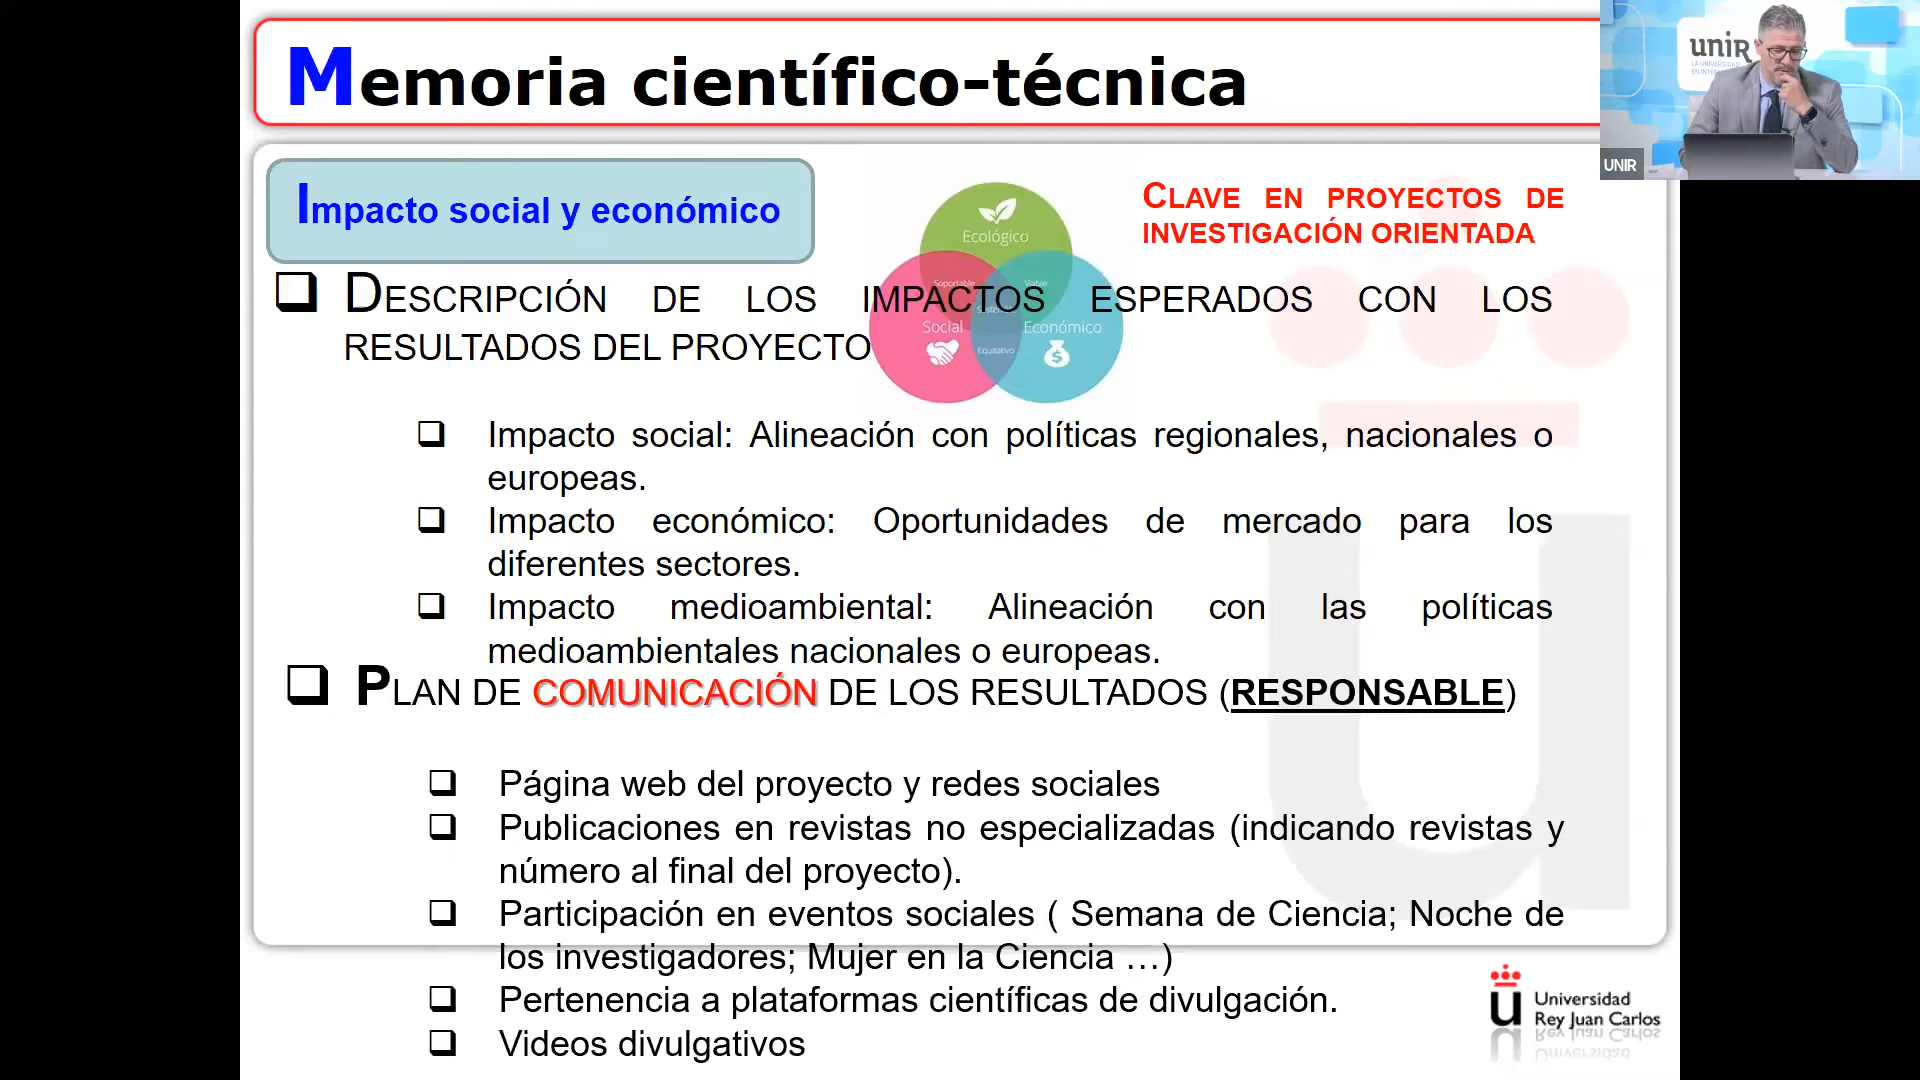 Memoria científico-técnica
unir
LA UNIVERSIDAD
UNIR
Impacto social y económico
CLAVE EN PROYECTOS DE
INVESTIGACIÓN ORIENTADA
Ecológico
Soportable
Viable
Social
Económico
Equitativo
DESCRIPCIÓN DE LOS IMPACTOS ESPERADOS CON LOS
RESULTADOS DEL PROYECTO
Impacto social: Alineación con políticas regionales, nacionales o
europeas.
Impacto económico: Oportunidades de mercado para los
diferentes sectores.
Impacto medioambiental: Alineación con las políticas
medioambientales nacionales o europeas.
PLAN DE COMUNICACIÓN DE LOS RESULTADOS (RESPONSABLE)
Página web del proyecto y redes sociales
Publicaciones en revistas no especializadas (indicando revistas y
número al final del proyecto).
Participación en eventos sociales ( Semana de Ciencia; Noche de
los investigadores; Mujer en la Ciencia …)
Pertenencia a plataformas científicas de divulgación.
Videos divulgativos
u Universidad
Rey Juan Carlos